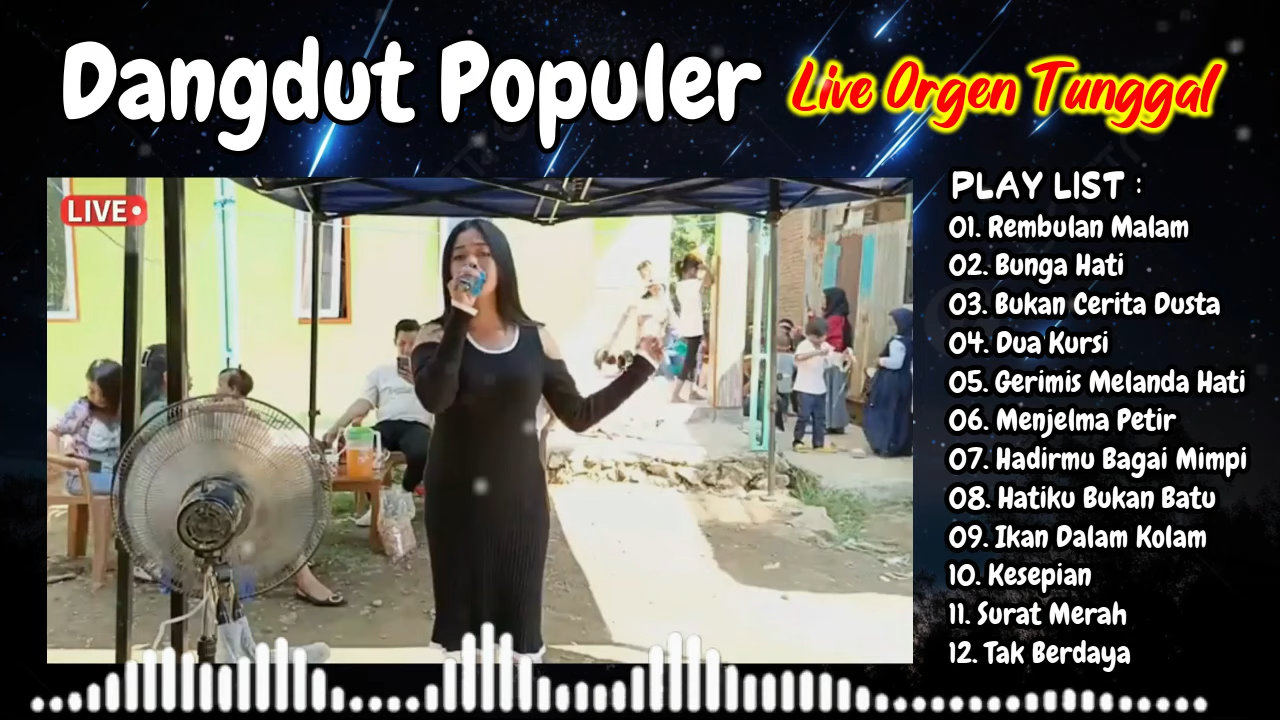 Dangdut Populer
Live Orgen Tunggal
LIVE
PLAY LIST :
01. Rembulan Malam
02. Bunga Hati
03. Bukan Cerita Dusta
04. Dua Kursi
05. Gerimis Melanda Hati
06. Menjelma Petir
07. Hadirmu Bagai Mimpi
08. Hatiku Bukan Batu
09. Ikan Dalam Kolam
10. Kesepian
11. Surat Merah
12. Tak Berdaya